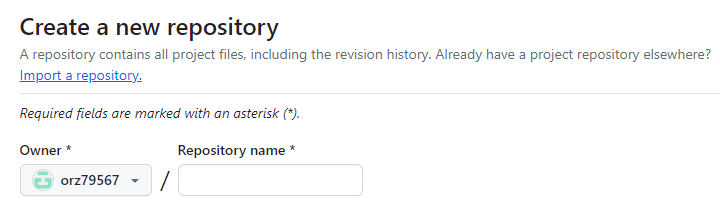 Create a new repository
A repository contains all project files, including the revision history. Already have a project repository elsewhere?
Import a repository.
Required fields are marked with an asterisk (*).
Owner * Repository name *
orz79567 /